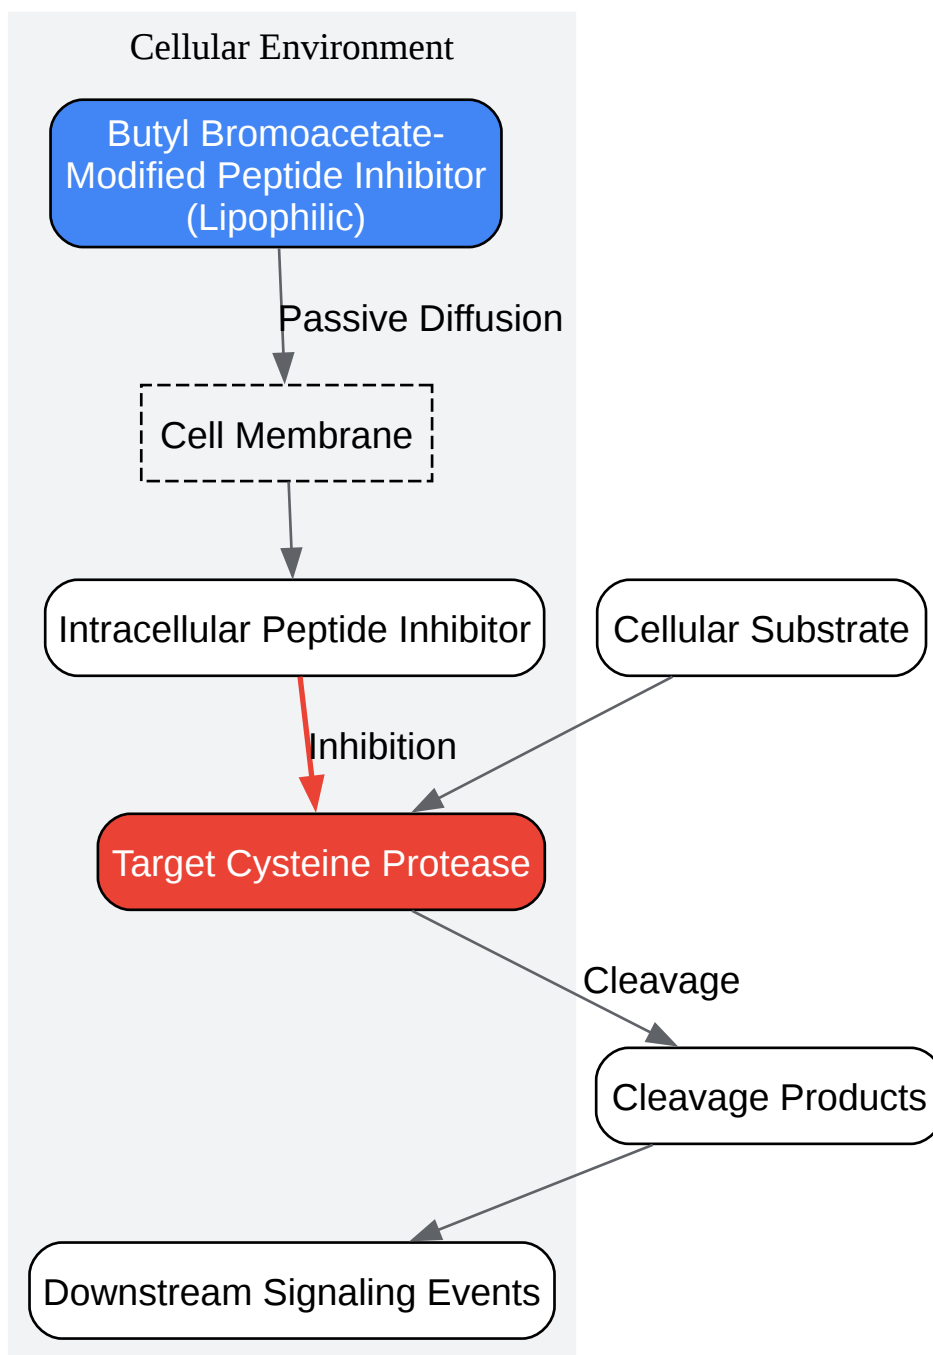 Cellular Environment
Butyl Bromoacetate-
Modified Peptide Inhibitor
(Lipophilic)
Passive Diffusion
Cell Membrane
Intracellular Peptide Inhibitor
Cellular Substrate
Inhibition
Target Cysteine Protease
Cleavage
Cleavage Products
Downstream Signaling Events